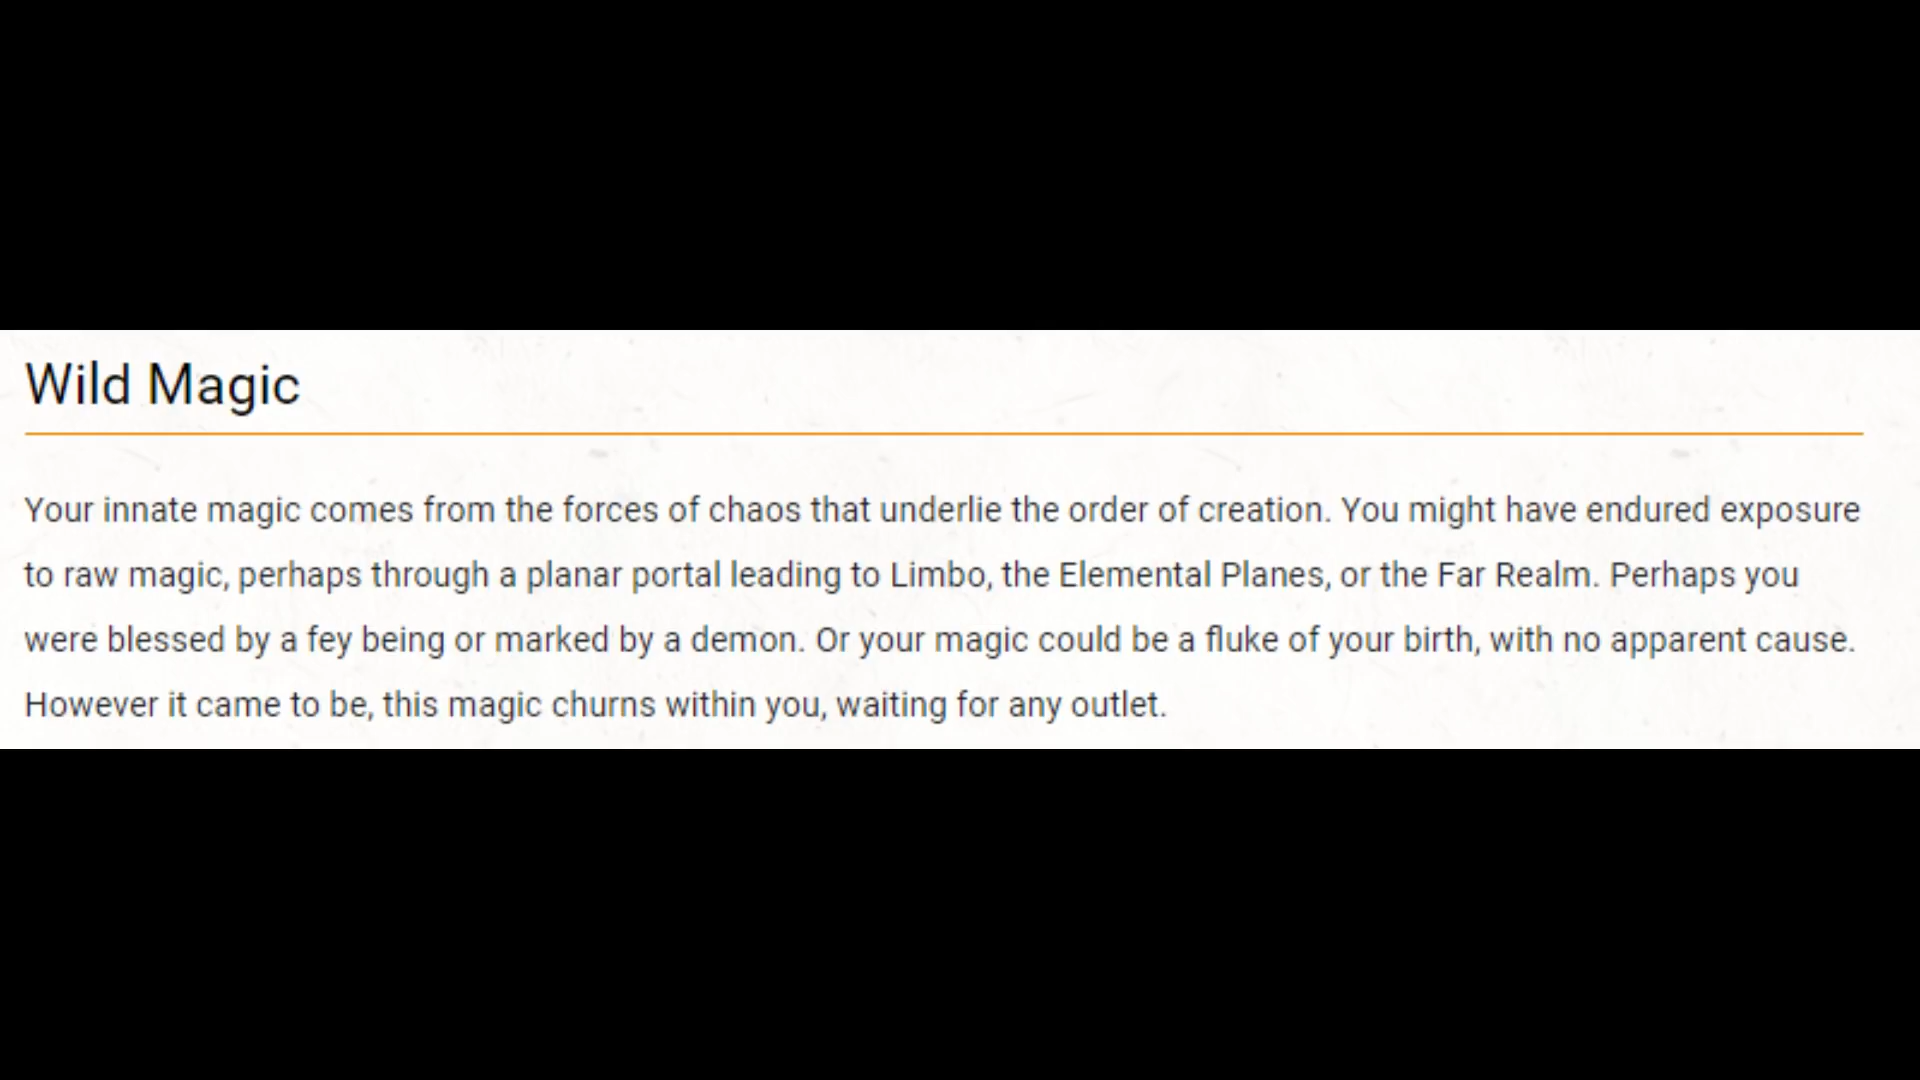 Wild Magic
Your innate magic comes from the forces of chaos that underlie the order of creation. You might have endured exposure
to raw magic, perhaps through a planar portal leading to Limbo, the Elemental Planes, or the Far Realm. Perhaps you
were blessed by a fey being or marked by a demon. Or your magic could be a fluke of your birth, with no apparent cause.
However it came to be, this magic churns within you, waiting for any outlet.